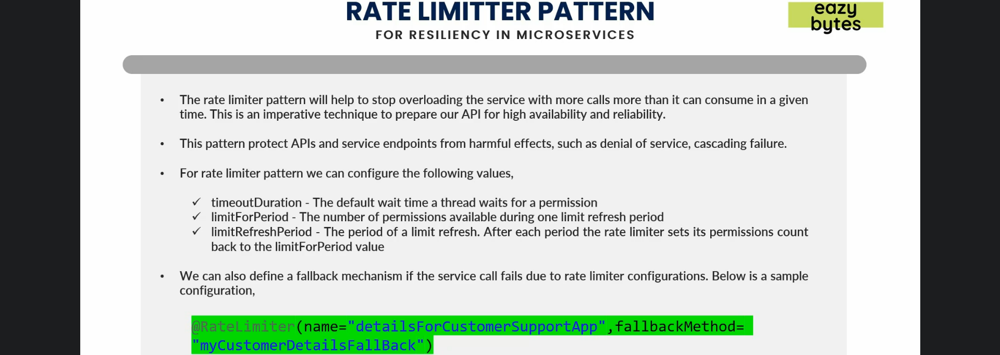 RATE LIMITTER PATTERN
eazy
bytes
FOR RESILIENCY IN MICROSERVICES
• The rate limiter pattern will help to stop overloading the service with more calls more than it can consume in a given
time. This is an imperative technique to prepare our API for high availability and reliability.
• This pattern protect APIs and service endpoints from harmful effects, such as denial of service, cascading failure.
• For rate limiter pattern we can configure the following values,
✓ timeoutDuration - The default wait time a thread waits for a permission
✓ limitForPeriod - The number of permissions available during one limit refresh period
✓ limitRefreshPeriod - The period of a limit refresh. After each period the rate limiter sets its permissions count
back to the limitForPeriod value
• We can also define a fallback mechanism if the service call fails due to rate limiter configurations. Below is a sample
configuration,
@RateLimiter(name="detailsForCustomerSupportApp",fallbackMethod=
"myCustomerDetailsFallBack")